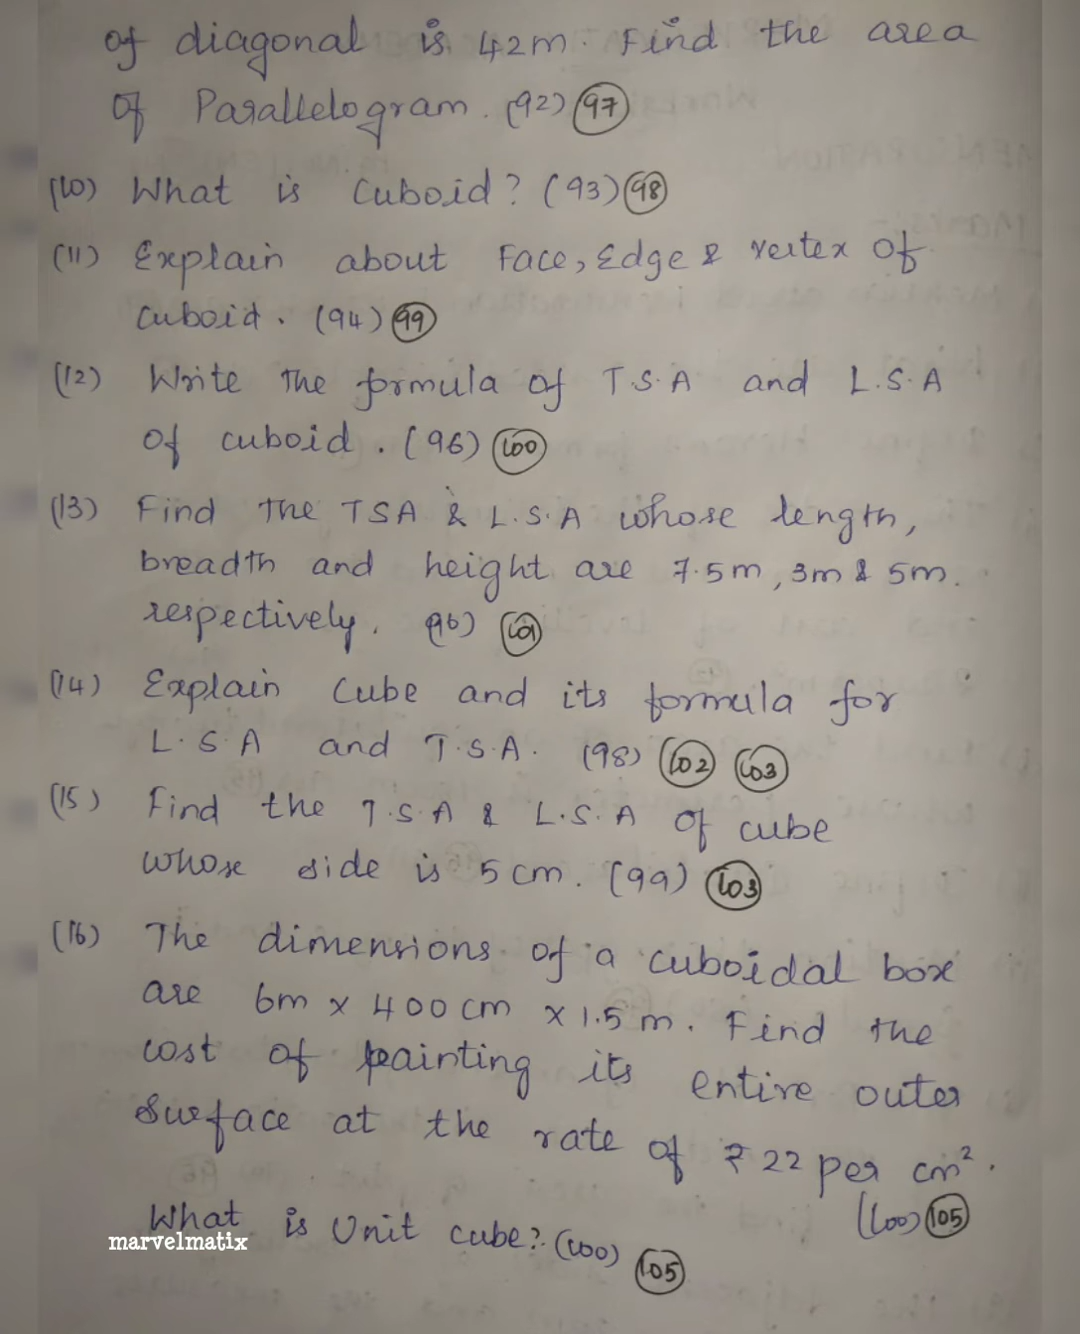 of diagonal is 42m. Find the area
of Parallelogram. (92) 97
(10) What is Cuboid? (93) 98
(11) Explain about Face, Edge & vertex of
cuboid. (94) 99
(12) Write The formula of T.S.A and L.S.A
of cuboid. (96) 100
(13) Find The TSA & L.S.A whose length,
breadth and height are 7.5m, 3m & 5m.
respectively. (96) 101
(14) Explain Cube and its formula for
L.S.A and T.S.A. (98) 102 103
(15) Find the T.S.A & L.S.A of cube
whose side is 5 cm. (99) 103
(16) The dimensions of a cuboidal box
are 6m x 400cm x 1.5m. Find the
cost of painting its entire outer
surface at the rate of ₹22 per cm².
(100) 105
What is Unit cube? (100) 105
marvelmatix